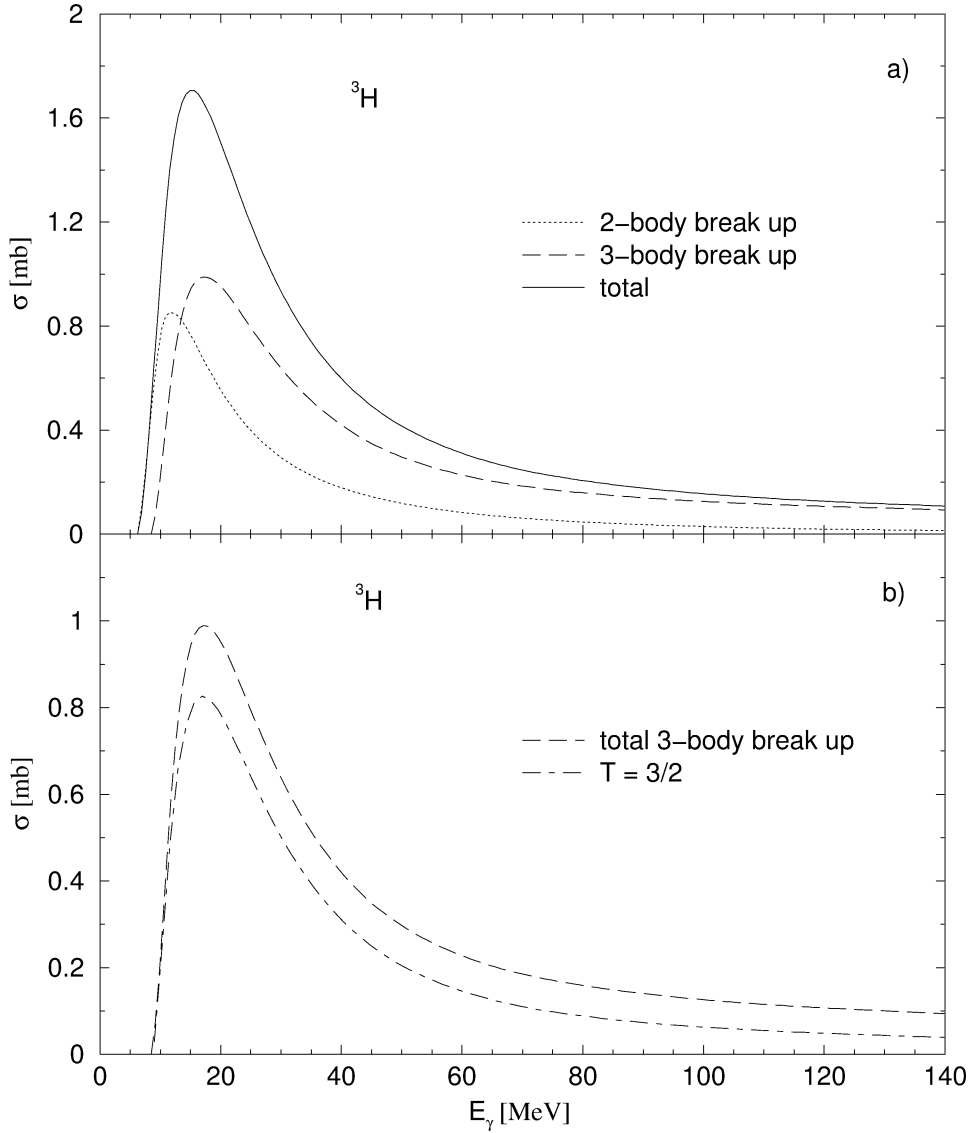 2
a)
³H
1.6
1.2
2−body break up
3−body break up
total
σ [mb]
0.8
0.4
0
b)
³H
1
0.8
total 3−body break up
T = 3/2
σ [mb]
0.6
0.4
0.2
0
0 20 40 60 80 100 120 140
Eγ [MeV]